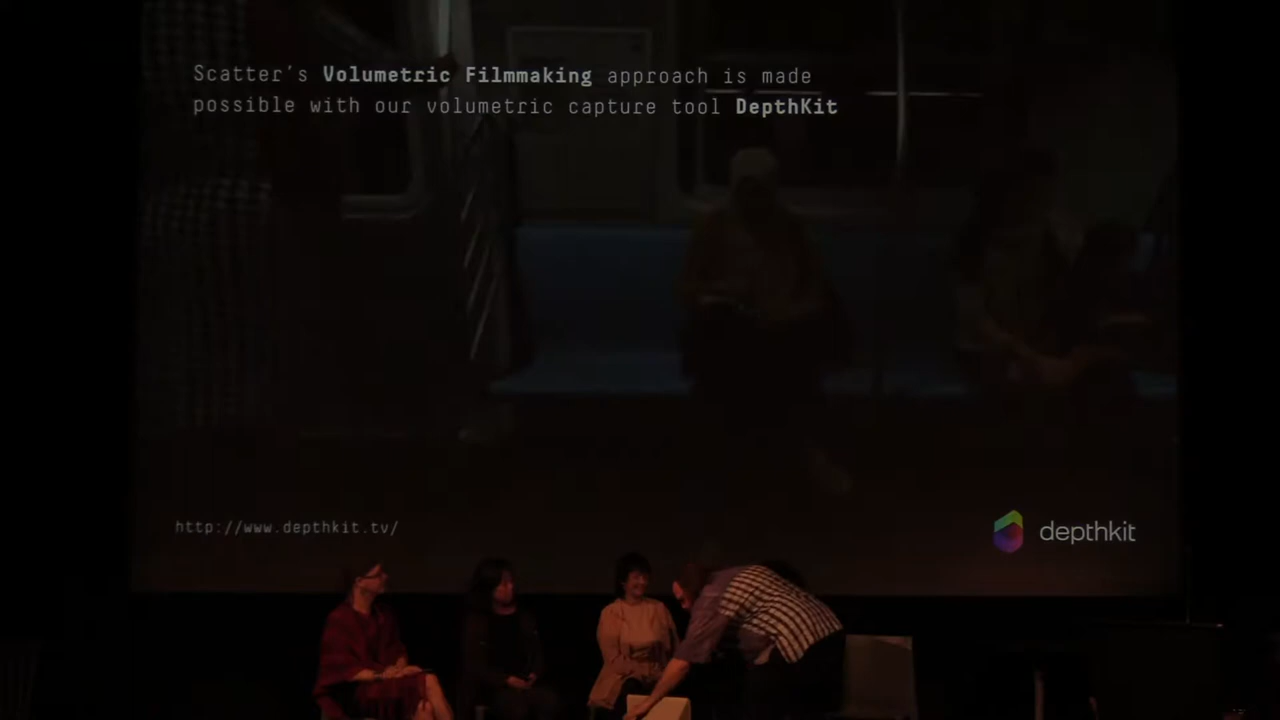 Scatter's Volumetric Filmmaking approach is made
possible with our volumetric capture tool DepthKit
http://www.depthkit.tv/
depthkit